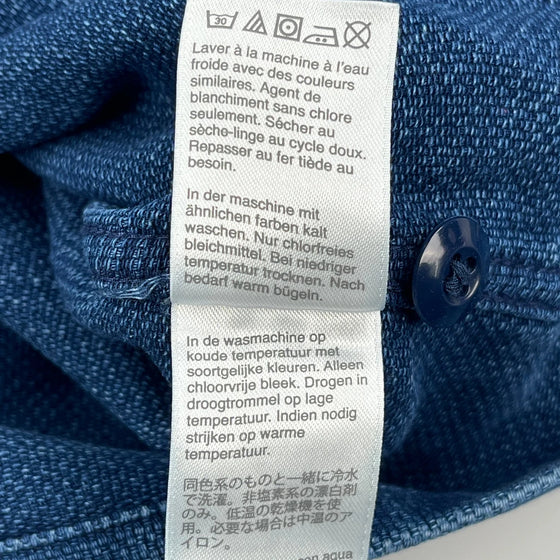 30
Laver à la machine à l'eau
froide avec des couleurs
similaires. Agent de
blanchiment sans chlore
seulement. Sécher au
sèche-linge au cycle doux.
Repasser au fer tiède au
besoin.
In der maschine mit
ähnlichen farben kalt
waschen. Nur chlorfreies
bleichmittel. Bei niedriger
temperatur trocknen. Nach
bedarf warm bügeln.
In de wasmachine op
koude temperatuur met
soortgelijke kleuren. Alleen
chloorvrije bleek. Drogen in
droogtrommel op lage
temperatuur. Indien nodig
strijken op warme
temperatuur.
同色系のものと一緒に冷水
で洗濯。非塩素系の漂白剤
のみ。低温の乾燥機を使
用。必要な場合は中温のア
イロン。
con aqua